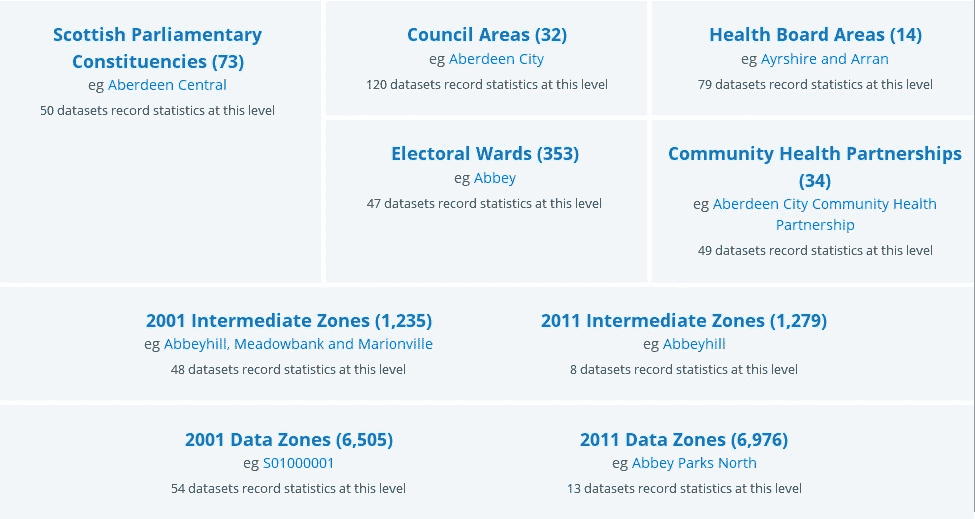 Scottish Parliamentary
Constituencies (73)
eg Aberdeen Central
50 datasets record statistics at this level
Council Areas (32)
eg Aberdeen City
120 datasets record statistics at this level
Health Board Areas (14)
eg Ayrshire and Arran
79 datasets record statistics at this level
Electoral Wards (353)
eg Abbey
47 datasets record statistics at this level
Community Health Partnerships
(34)
eg Aberdeen City Community Health
Partnership
49 datasets record statistics at this level
2001 Intermediate Zones (1,235)
eg Abbeyhill, Meadowbank and Marionville
48 datasets record statistics at this level
2011 Intermediate Zones (1,279)
eg Abbeyhill
8 datasets record statistics at this level
2001 Data Zones (6,505)
eg S01000001
54 datasets record statistics at this level
2011 Data Zones (6,976)
eg Abbey Parks North
13 datasets record statistics at this level